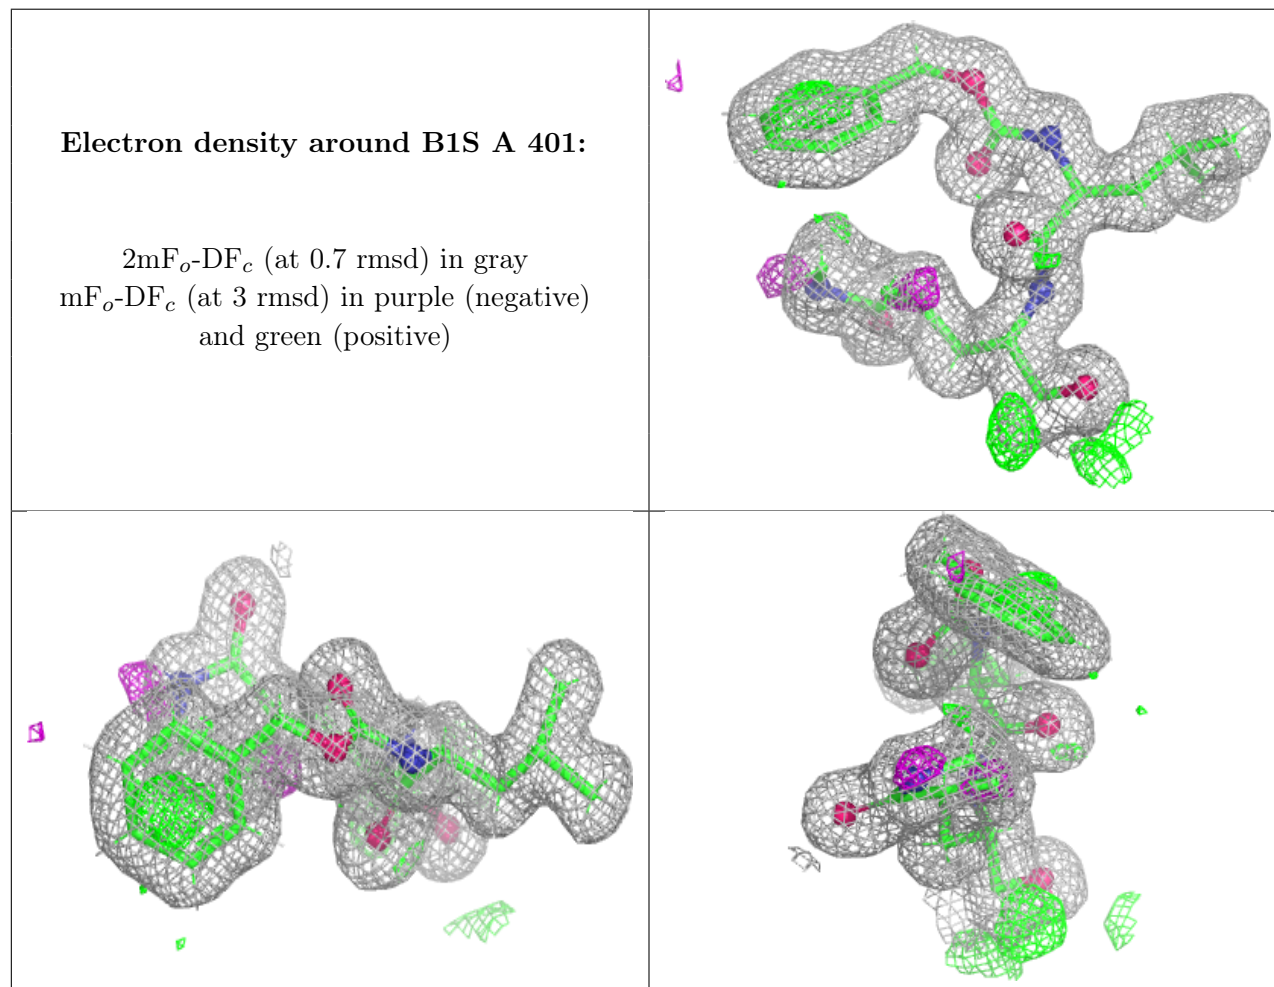 Electron density around B1S A 401:
2mFo-DFc (at 0.7 rmsd) in gray
mFo-DFc (at 3 rmsd) in purple (negative)
and green (positive)